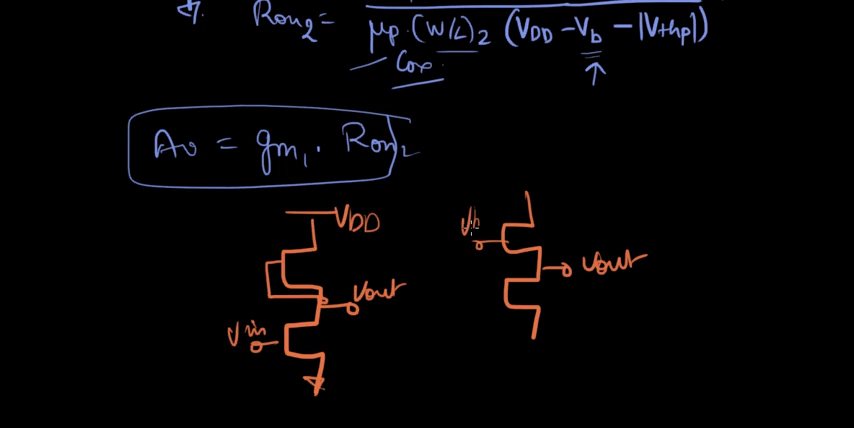 Ron2 =
μp. (W/L)2 (VDD - Vb - |Vthp|)
Cox
Av = gm1 . Ron2
VDD
Vb
Vout
Vout
Vin